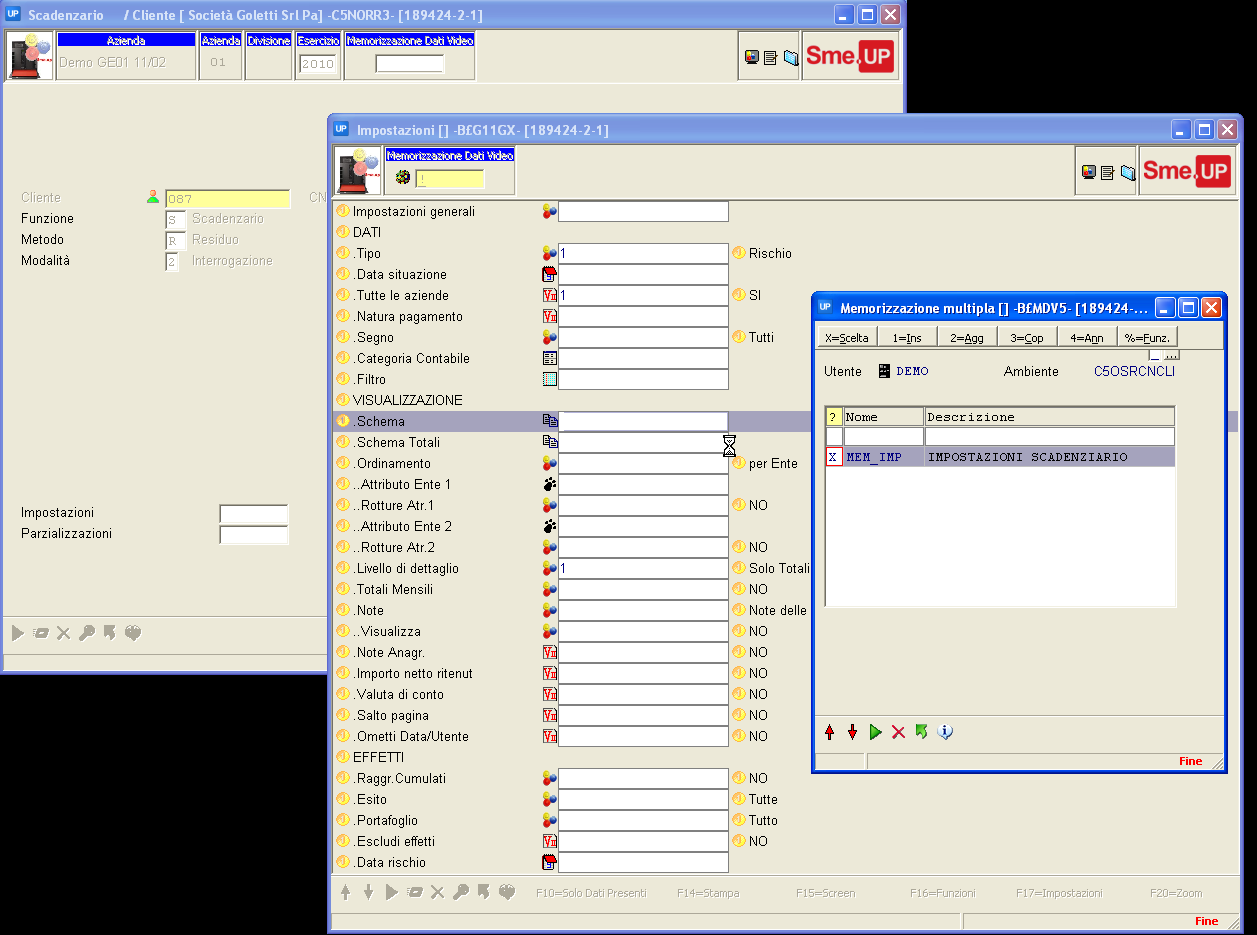 UP Scadenzario / Cliente [ Società Goletti Srl Pa] -C5NORR3- [189424-2-1]
Azienda Azienda Divisione Esercizio Memorizzazione Dati Video
Demo GE01 11/02 01 2010
Sme.UP
Cliente 087 CN
Funzione S Scadenzario
Metodo R Residuo
Modalità 2 Interrogazione
Impostazioni
Parzializzazioni
UP Impostazioni [] -B£G11GX- [189424-2-1]
Memorizzazione Dati Video
!
Sme.UP
Impostazioni generali
DATI
.Tipo 1 Rischio
.Data situazione
.Tutte le aziende 1 SI
.Natura pagamento
.Segno Tutti
.Categoria Contabile
.Filtro
VISUALIZZAZIONE
.Schema
.Schema Totali
.Ordinamento per Ente
..Attributo Ente 1
..Rotture Atr.1 NO
..Attributo Ente 2
..Rotture Atr.2 NO
.Livello di dettaglio 1 Solo Totali
.Totali Mensili NO
.Note Note delle
..Visualizza NO
.Note Anagr. NO
.Importo netto ritenut NO
.Valuta di conto NO
.Salto pagina NO
.Ometti Data/Utente NO
EFFETTI
.Raggr.Cumulati NO
.Esito Tutte
.Portafoglio Tutto
.Escludi effetti NO
.Data rischio
F10=Solo Dati Presenti F14=Stampa F15=Screen F16=Funzioni F17=Impostazioni F20=Zoom
Fine
UP Memorizzazione multipla [] -B£MDV5- [189424-...
X=Scelta 1=Ins 2=Agg 3=Cop 4=Ann %=Funz.
_ ...
Utente DEMO Ambiente C5OSRCNCLI
? Nome Descrizione
X MEM_IMP IMPOSTAZIONI SCADENZIARIO
Fine